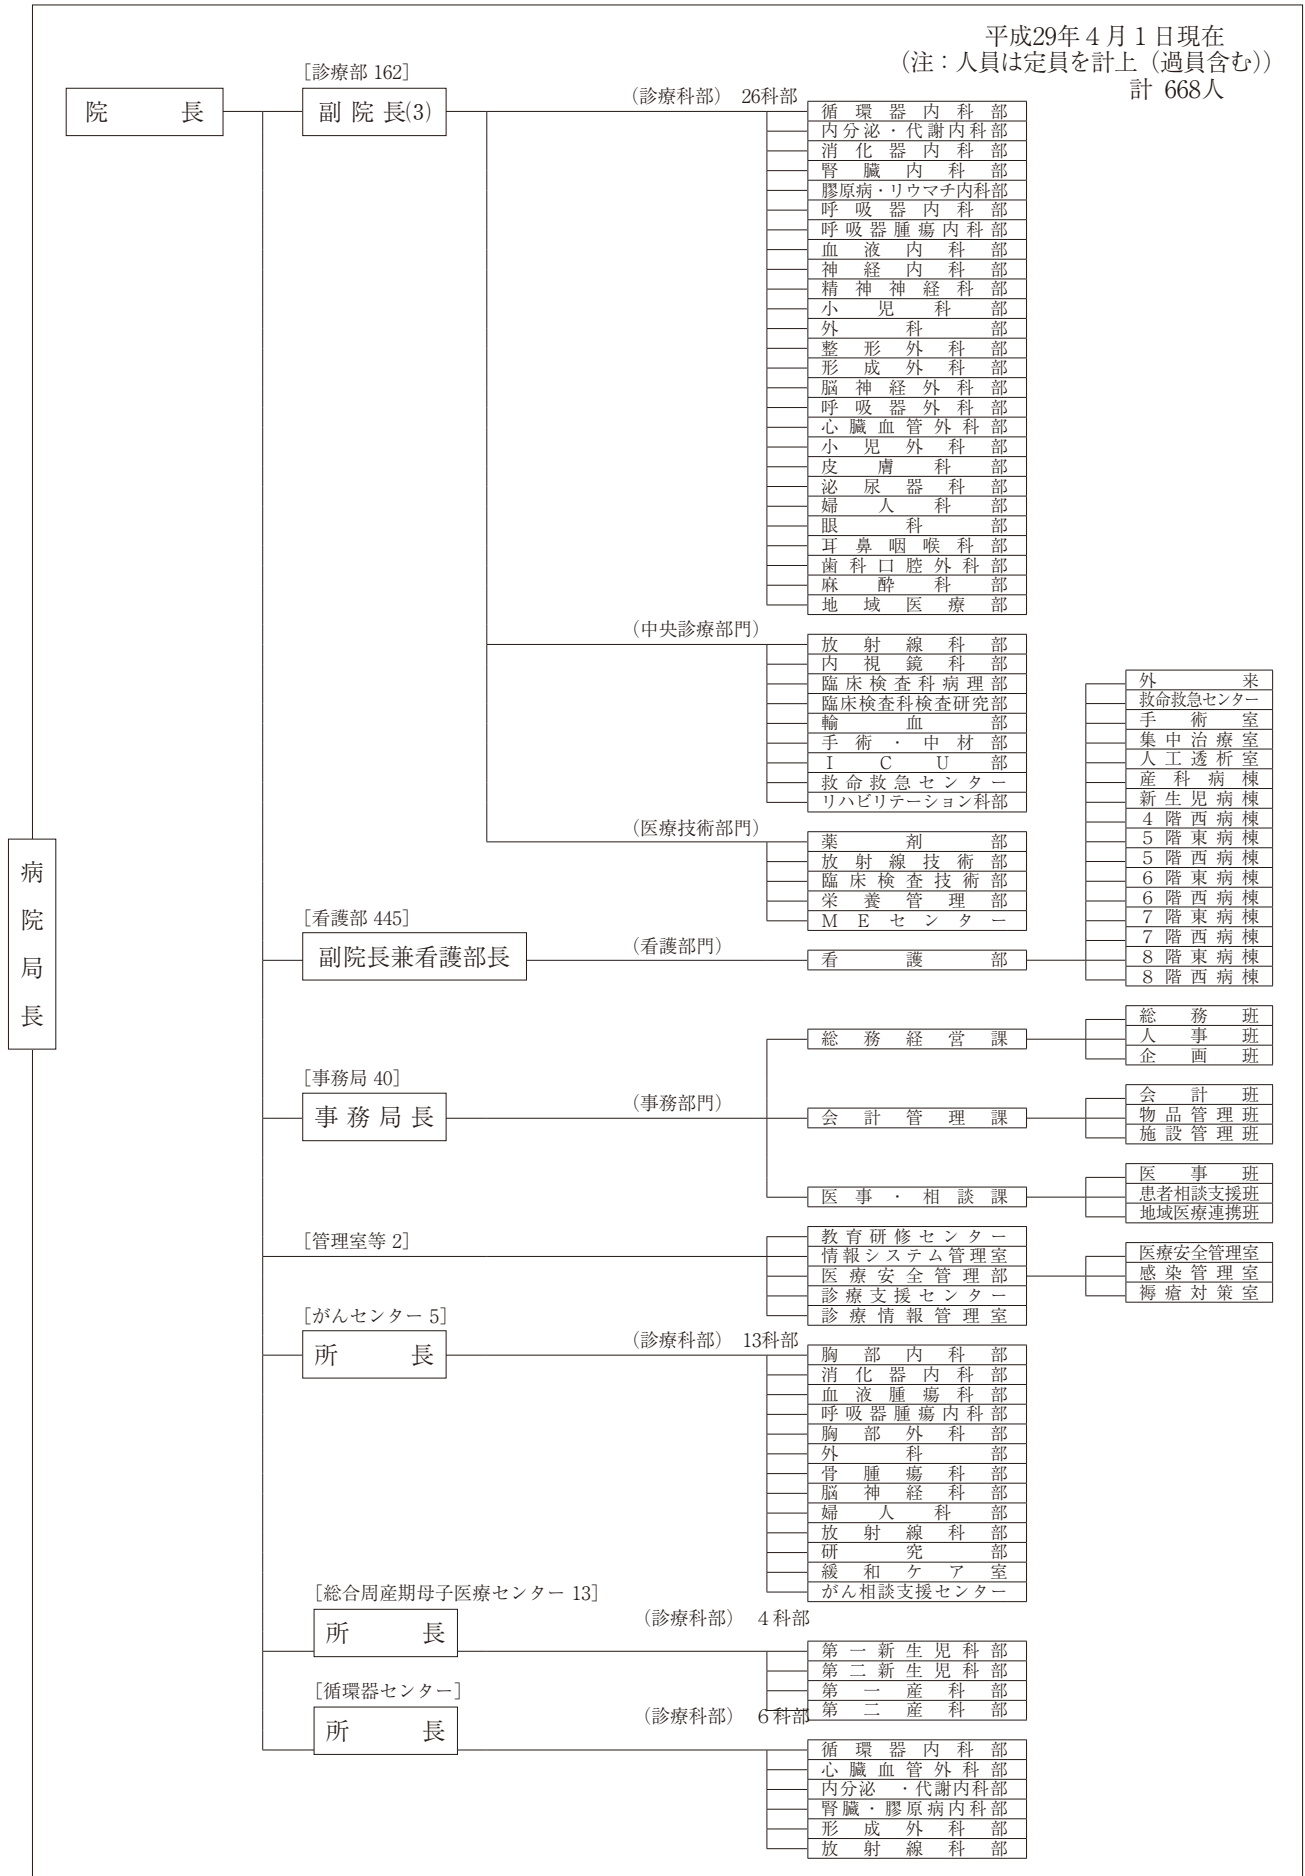 平成29年４月１日現在
（注：人員は定員を計上（過員含む））
計 668人
病院局長
院長
［診療部 162］
副院長(3)
（診療科部） 26科部
循環器内科部
内分泌・代謝内科部
消化器内科部
腎臓内科部
膠原病・リウマチ内科部
呼吸器内科部
呼吸器腫瘍内科部
血液内科部
神経内科部
精神神経科部
小児科部
外科部
整形外科部
形成外科部
脳神経外科部
呼吸器外科部
心臓血管外科部
小児外科部
皮膚科部
泌尿器科部
婦人科部
眼科部
耳鼻咽喉科部
歯科口腔外科部
麻酔科部
地域医療部
（中央診療部門）
放射線科部
内視鏡科部
臨床検査科病理部
臨床検査科検査研究部
輸血部
手術・中材部
ＩＣＵ部
救命救急センター
リハビリテーション科部
（医療技術部門）
薬剤部
放射線技術部
臨床検査技術部
栄養管理部
ＭＥセンター
［看護部 445］
副院長兼看護部長
（看護部門）
看護部
外来
救命救急センター
手術室
集中治療室
人工透析室
産科病棟
新生児病棟
４階西病棟
５階東病棟
５階西病棟
６階東病棟
６階西病棟
７階東病棟
７階西病棟
８階東病棟
８階西病棟
［事務局 40］
事務局長
（事務部門）
総務経営課
総務班
人事班
企画班
会計管理課
会計班
物品管理班
施設管理班
医事・相談課
医事班
患者相談支援班
地域医療連携班
［管理室等 2］
教育研修センター
情報システム管理室
医療安全管理部
診療支援センター
診療情報管理室
医療安全管理室
感染管理室
褥瘡対策室
［がんセンター 5］
所長
（診療科部） 13科部
胸部内科部
消化器内科部
血液腫瘍科部
呼吸器腫瘍内科部
胸部外科部
外科部
骨腫瘍科部
脳神経科部
婦人科部
放射線科部
研究部
緩和ケア室
がん相談支援センター
［総合周産期母子医療センター 13］
所長
（診療科部） ４科部
第一新生児科部
第二新生児科部
第一産科部
第二産科部
［循環器センター］
所長
（診療科部） ６科部
循環器内科部
心臓血管外科部
内分泌・代謝内科部
腎臓・膠原病内科部
形成外科部
放射線科部